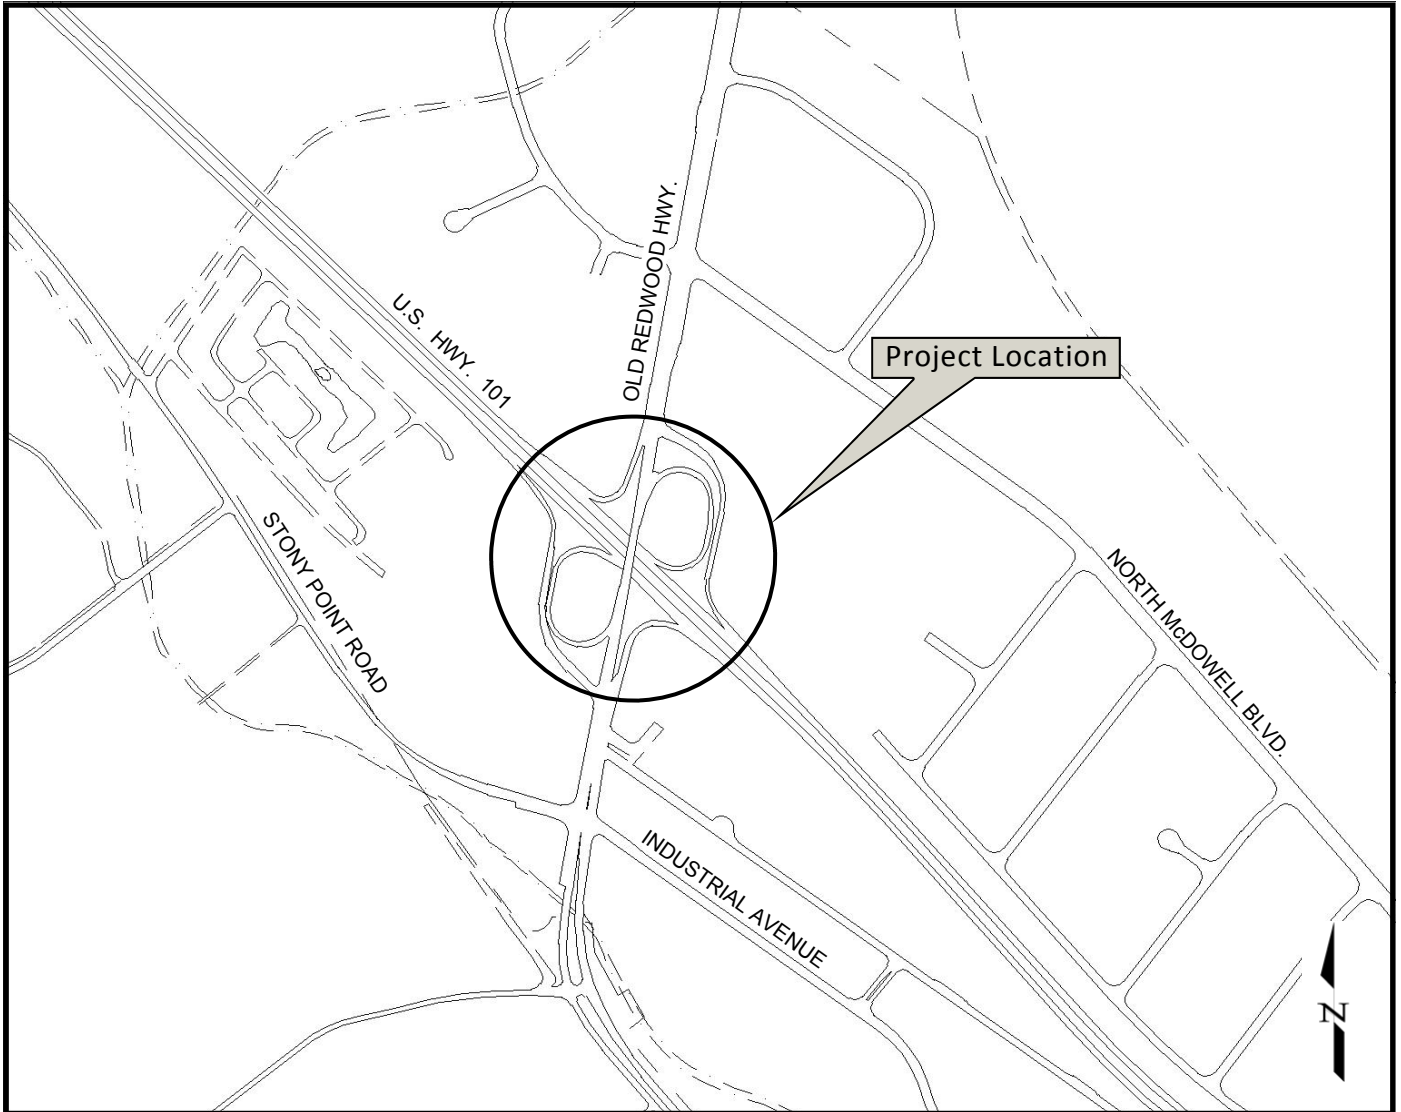 OLD REDWOOD HWY.
U.S. HWY. 101
Project Location
STONY POINT ROAD
NORTH McDOWELL BLVD.
INDUSTRIAL AVENUE
N